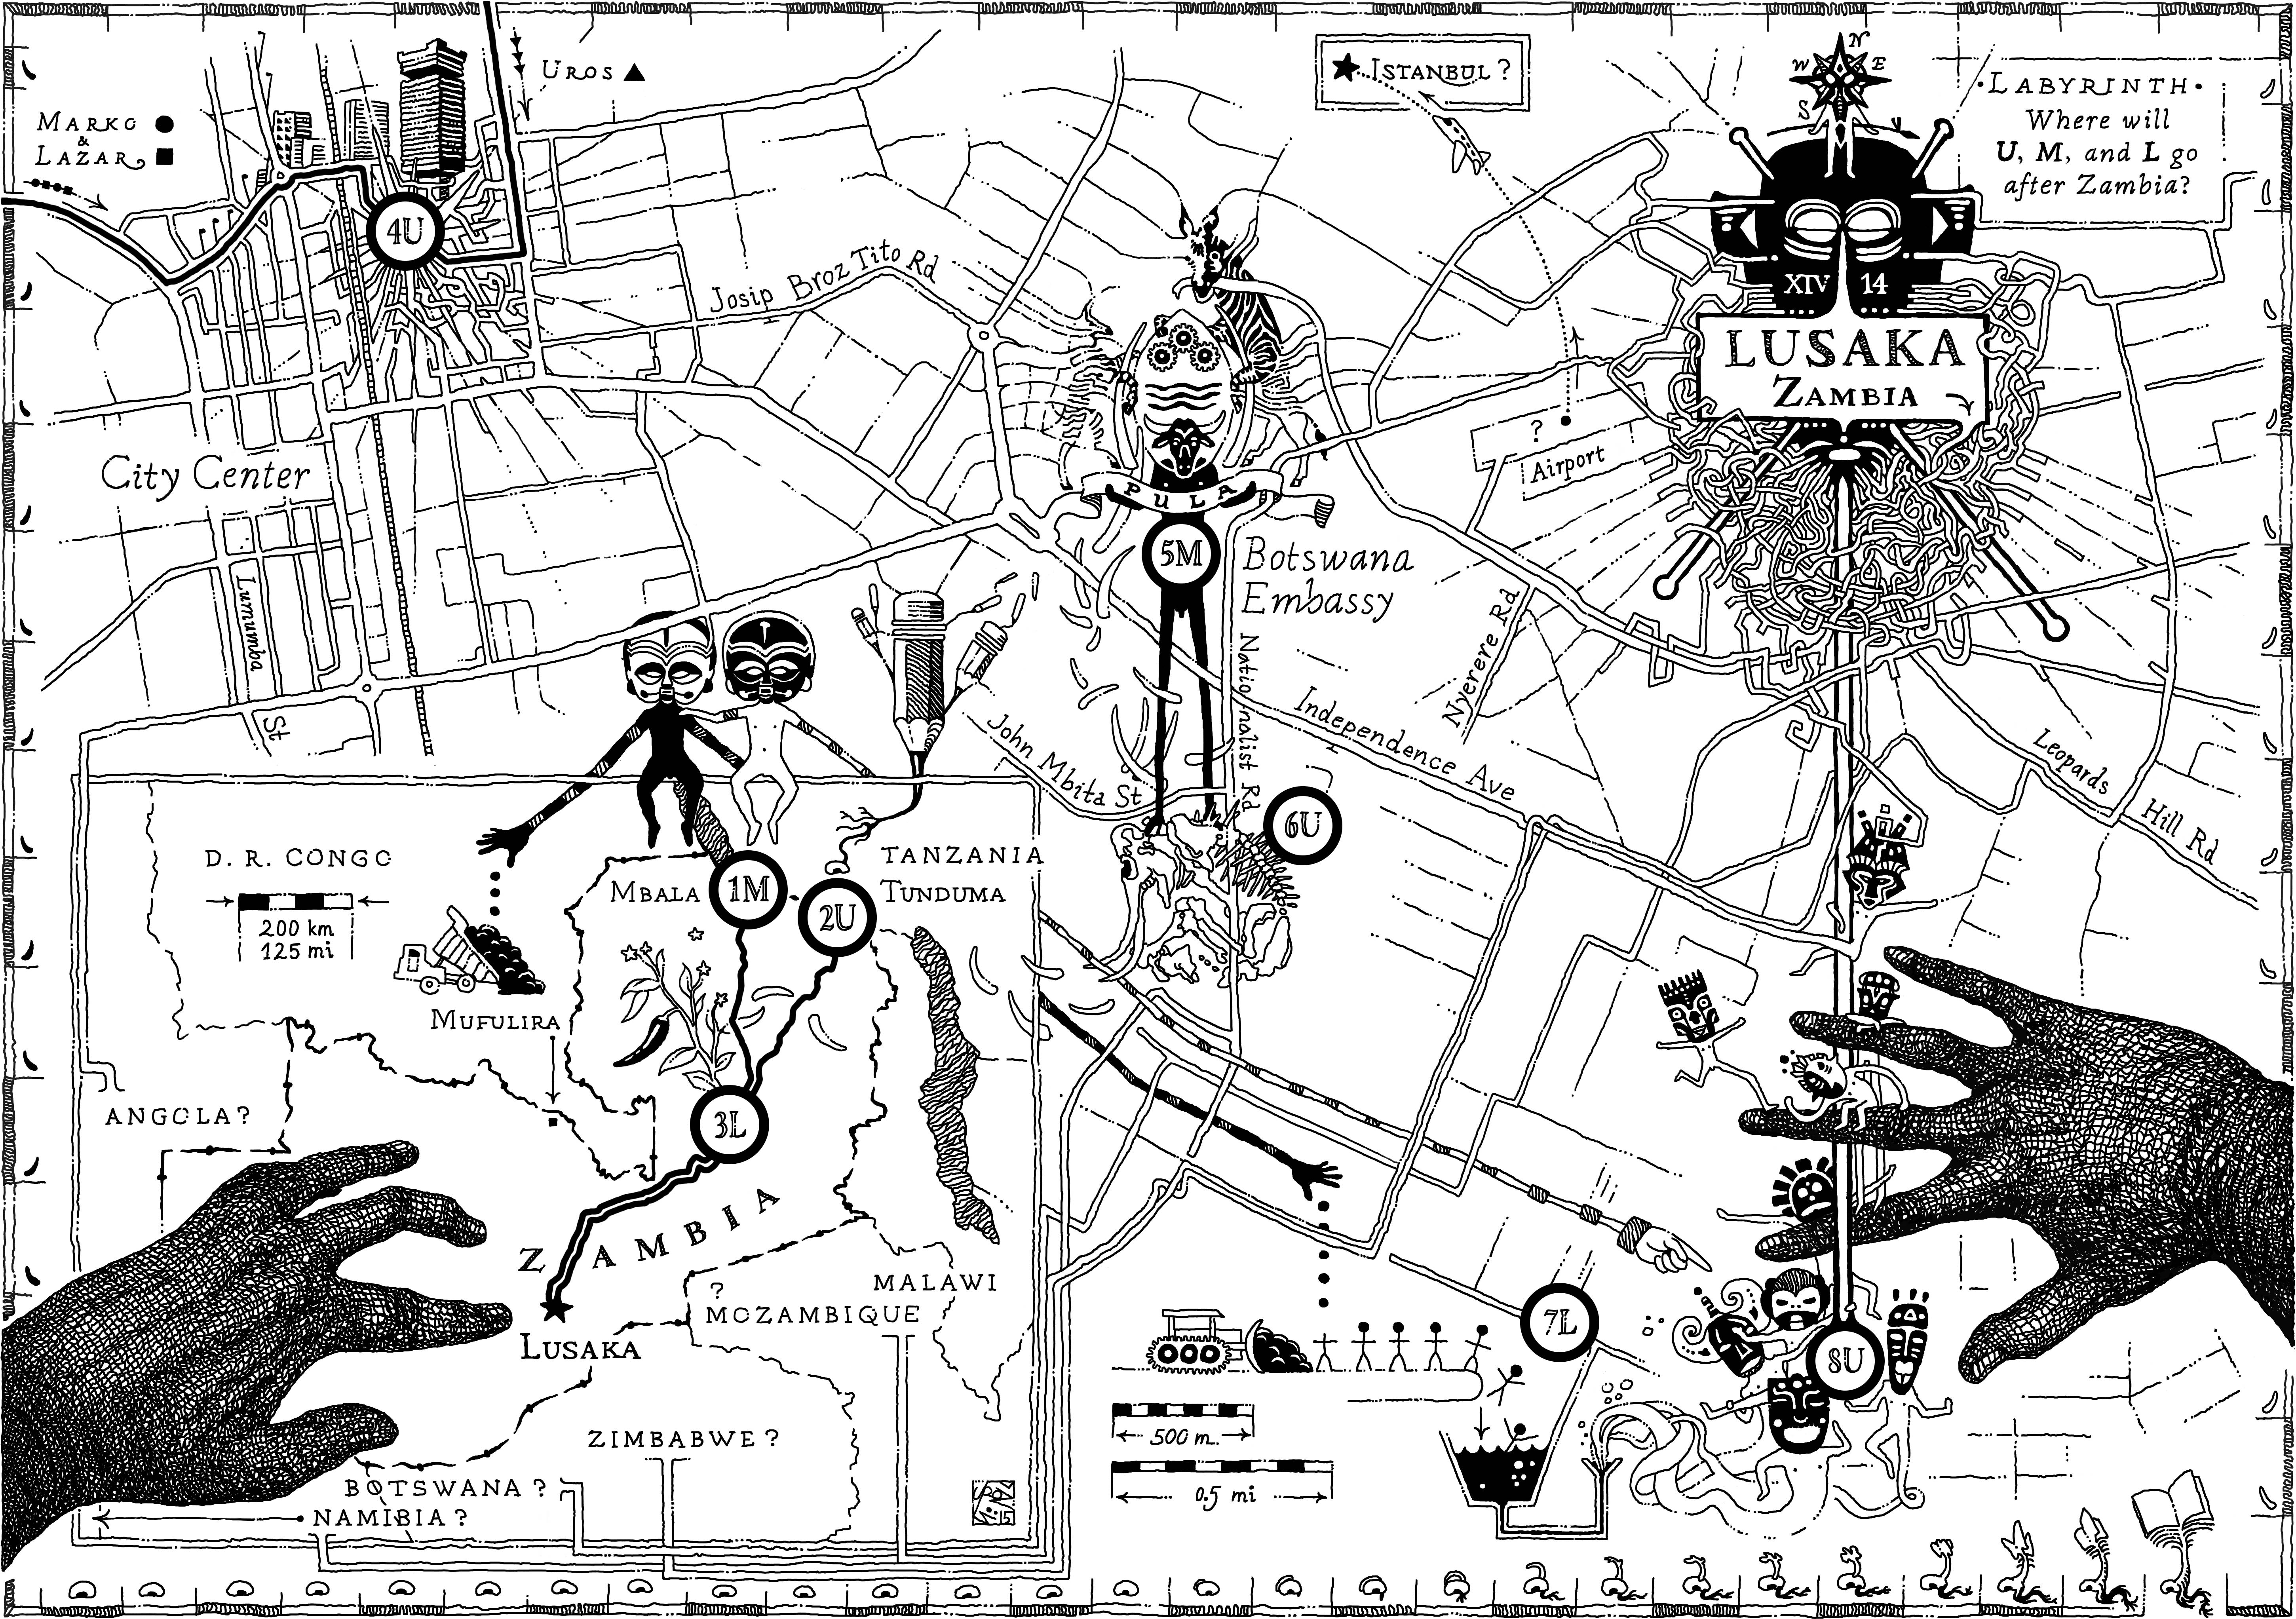 UROS
MARKO
&
LAZAR
ISTANBUL?
N
W E
S
·LABYRINTH·
Where will
U, M, and L go
after Zambia?
4U
XIV 14
LUSAKA
ZAMBIA
Josip Broz Tito Rd
?
Airport
City Center
PULA
5M
Botswana
Embassy
Lumumba
St
Nationalist Rd
Nyerere Rd
Independence Ave
John Mbita St
Leopards
Hill Rd
6U
D. R. CONGO
200 km
125 mi
MBALA
1M
2U
TANZANIA
TUNDUMA
MUFULIRA
3L
ANGOLA?
ZAMBIA
LUSAKA
MALAWI
?
MOZAMBIQUE
ZIMBABWE?
BOTSWANA?
NAMIBIA?
7L
8U
500 m.
0.5 mi